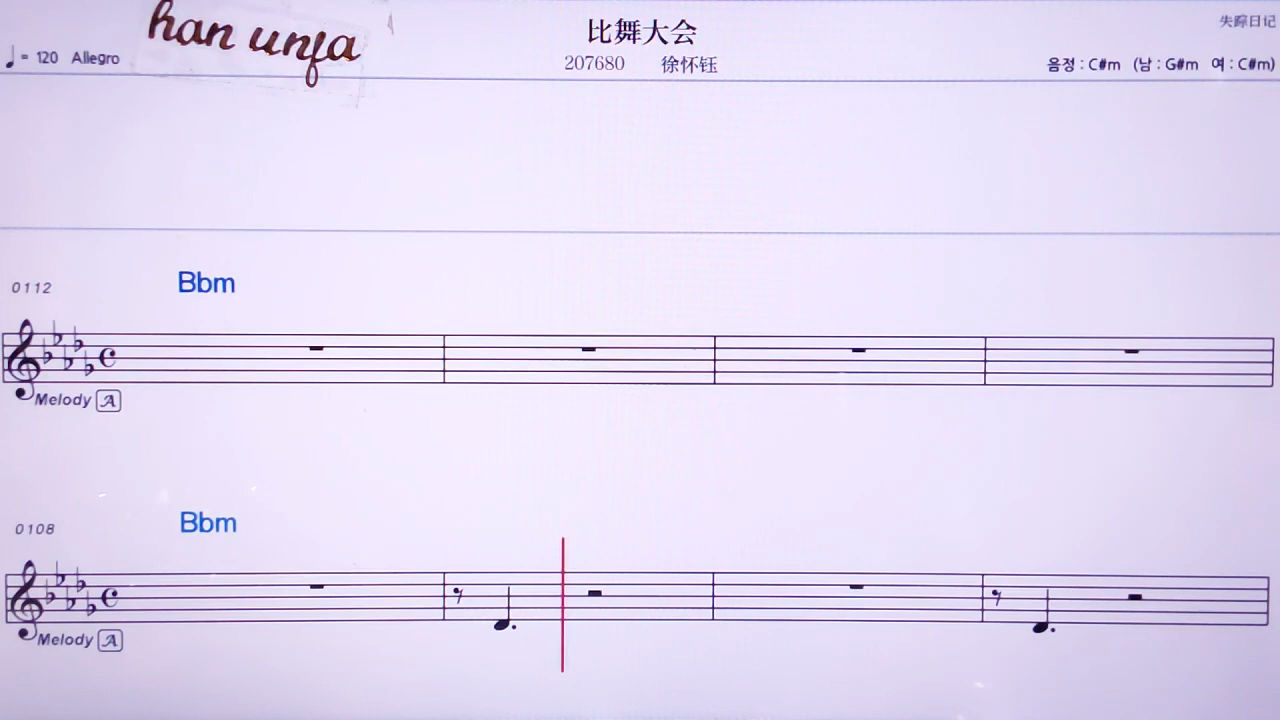 han unfa
比舞大会
失踪日记
♩ = 120 Allegro
207680 徐怀钰
음정 : C#m (남 : G#m 여 : C#m)
0112
Bbm
Melody A
0108
Bbm
Melody A